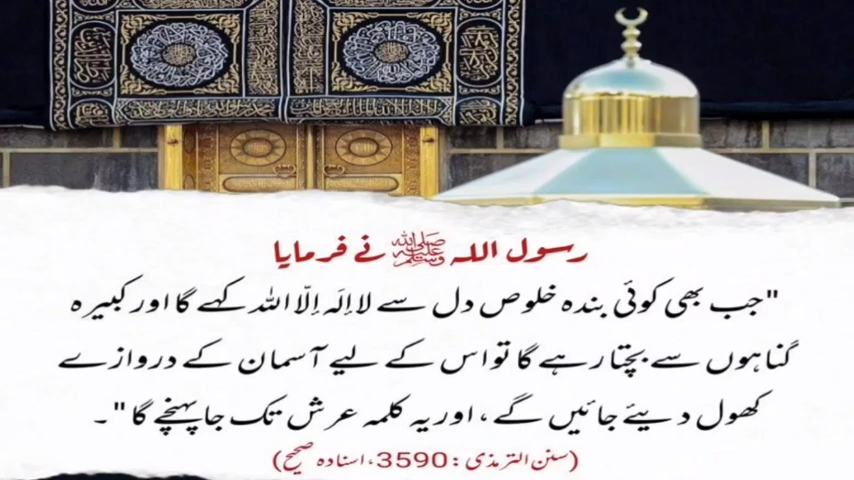 رسول اللہ ﷺ نے فرمایا
"جب بھی کوئی بندہ خلوص دل سے لا اِلٰہ اِلّا اللہ کہے گا اور کبیرہ
گناہوں سے بچتا رہے گا تو اس کے لیے آسمان کے دروازے
کھول دیئے جائیں گے، اور یہ کلمہ عرش تک جا پہنچے گا"۔
(سنن الترمذی: 3590، اسنادہ صحیح)